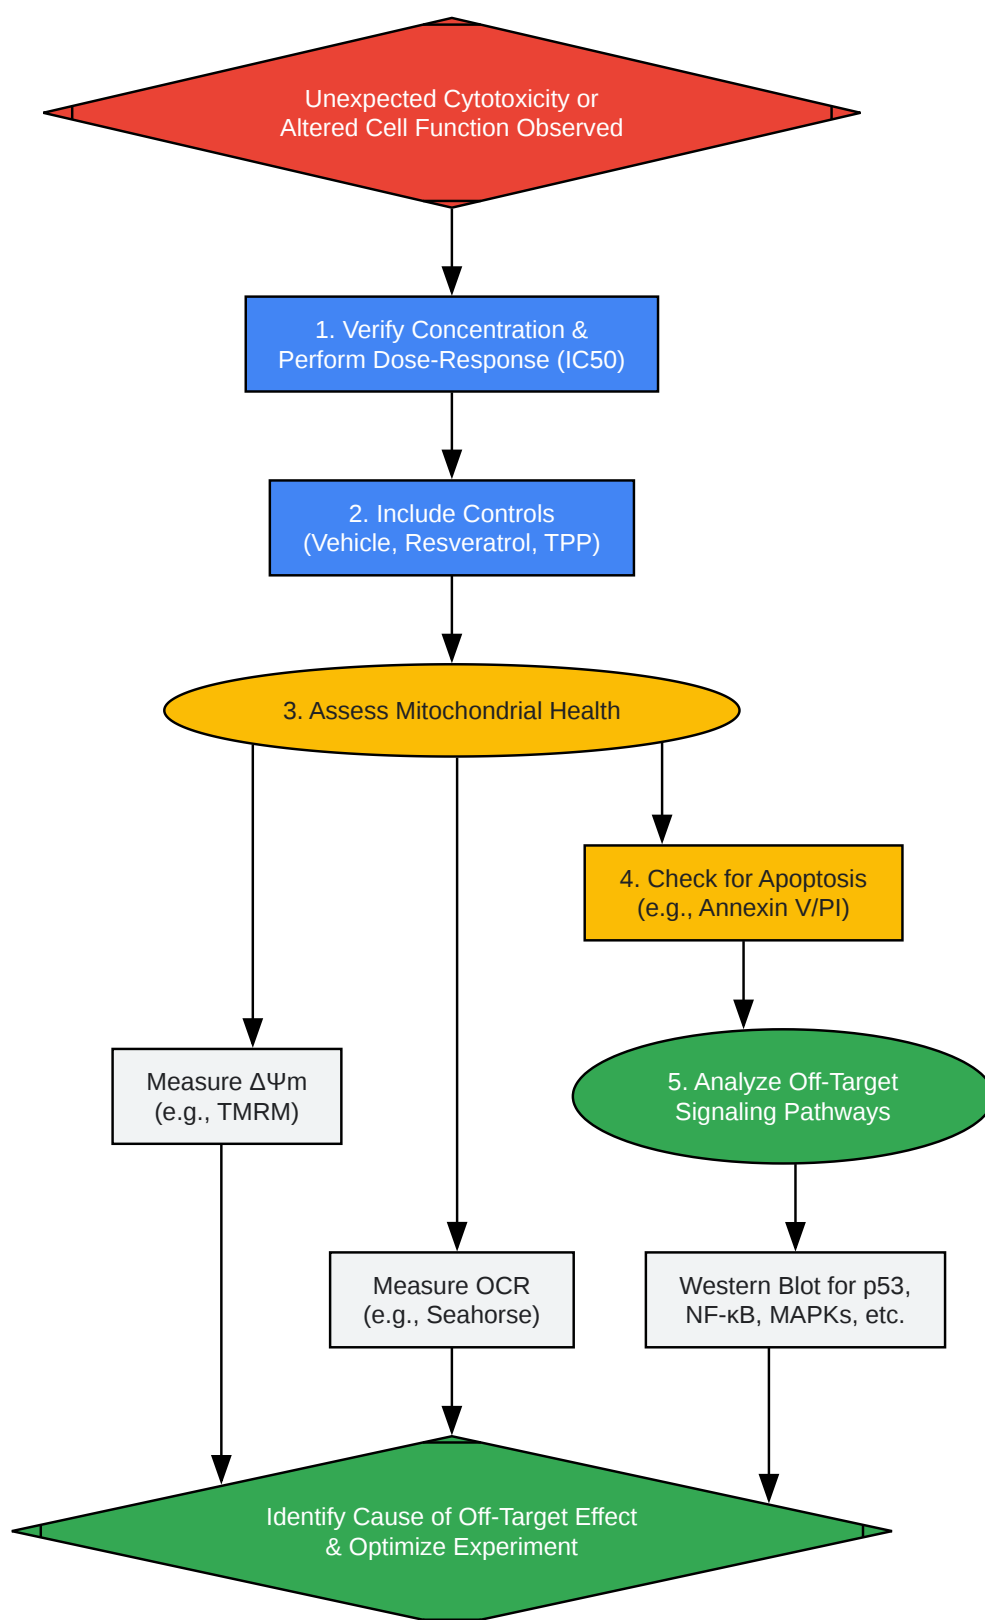 Unexpected Cytotoxicity or
Altered Cell Function Observed
1. Verify Concentration &
Perform Dose-Response (IC50)
2. Include Controls
(Vehicle, Resveratrol, TPP)
3. Assess Mitochondrial Health
4. Check for Apoptosis
(e.g., Annexin V/PI)
Measure ΔΨm
(e.g., TMRM)
5. Analyze Off-Target
Signaling Pathways
Measure OCR
(e.g., Seahorse)
Western Blot for p53,
NF-κB, MAPKs, etc.
Identify Cause of Off-Target Effect
& Optimize Experiment